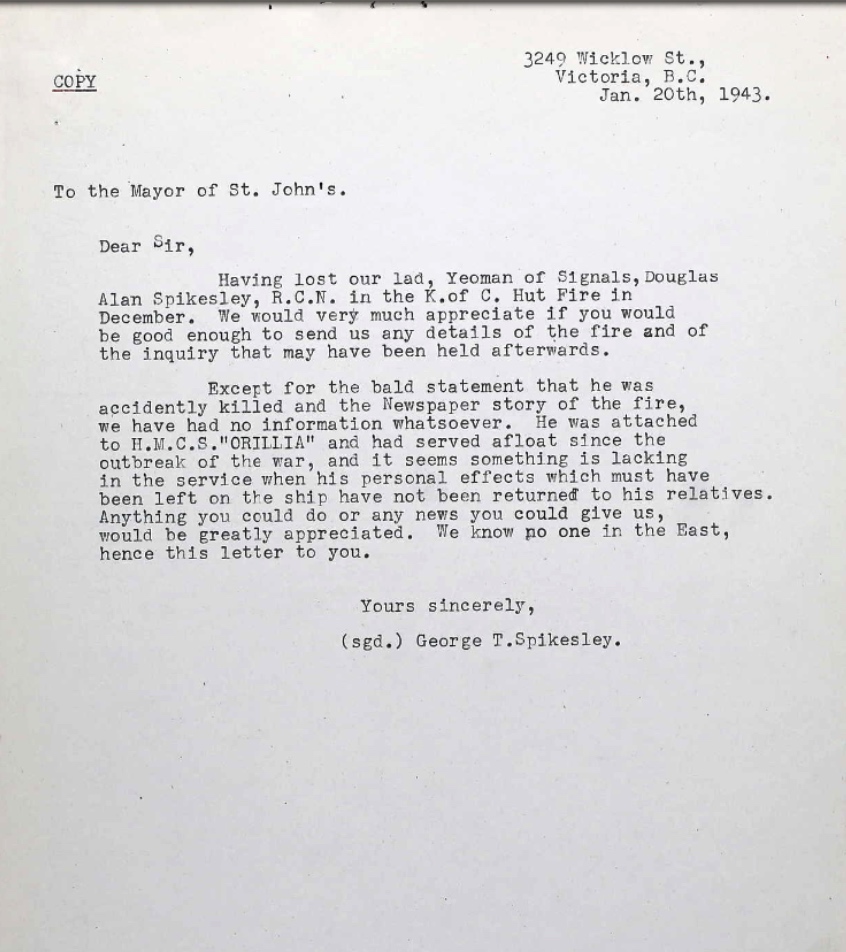 3249 Wicklow St.,
COPY
Victoria, B.C.
Jan. 20th, 1943.
To the Mayor of St. John's.
Dear Sir,
Having lost our lad, Yeoman of Signals, Douglas
Alan Spikesley, R.C.N. in the K.of C. Hut Fire in
December. We would very much appreciate if you would
be good enough to send us any details of the fire and of
the inquiry that may have been held afterwards.
Except for the bald statement that he was
accidently killed and the Newspaper story of the fire,
we have had no information whatsoever. He was attached
to H.M.C.S."ORILLIA" and had served afloat since the
outbreak of the war, and it seems something is lacking
in the service when his personal effects which must have
been left on the ship have not been returned to his relatives.
Anything you could do or any news you could give us,
would be greatly appreciated. We know no one in the East,
hence this letter to you.
Yours sincerely,
(sgd.) George T.Spikesley.